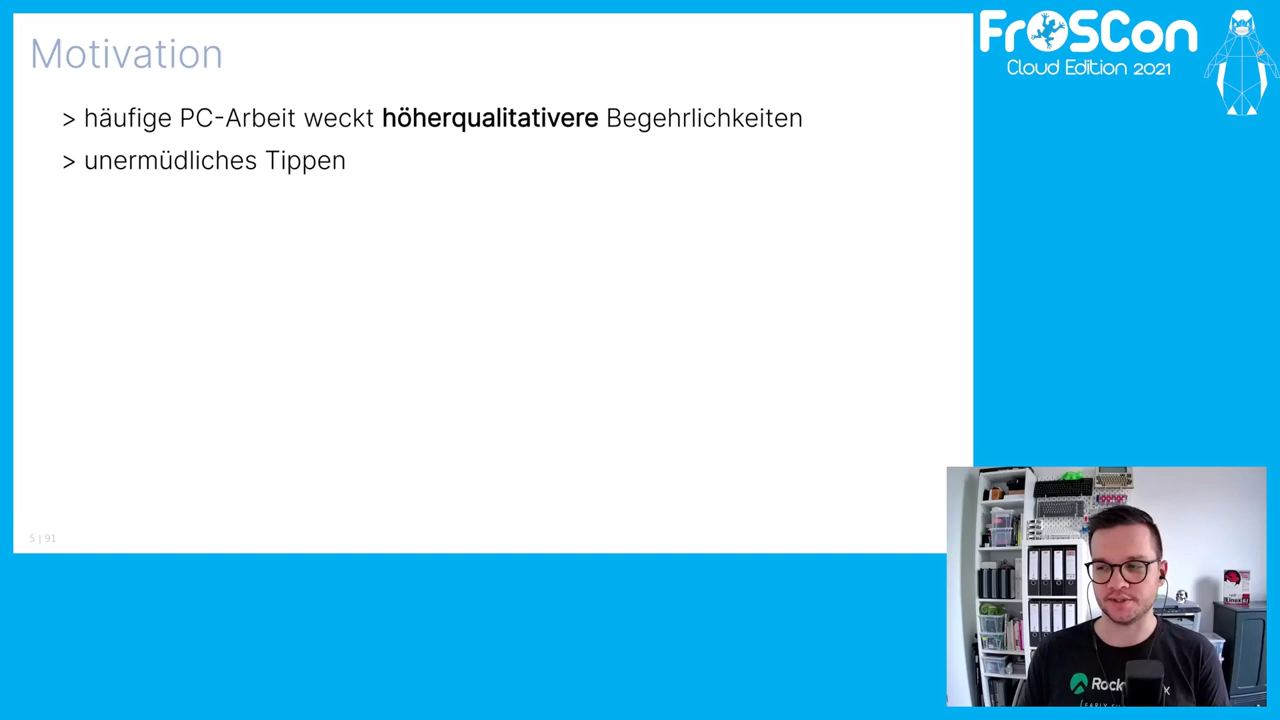 Motivation
> häufige PC-Arbeit weckt höherqualitativere Begehrlichkeiten
> unermüdliches Tippen
5 | 91
FrOSCon
Cloud Edition 2021